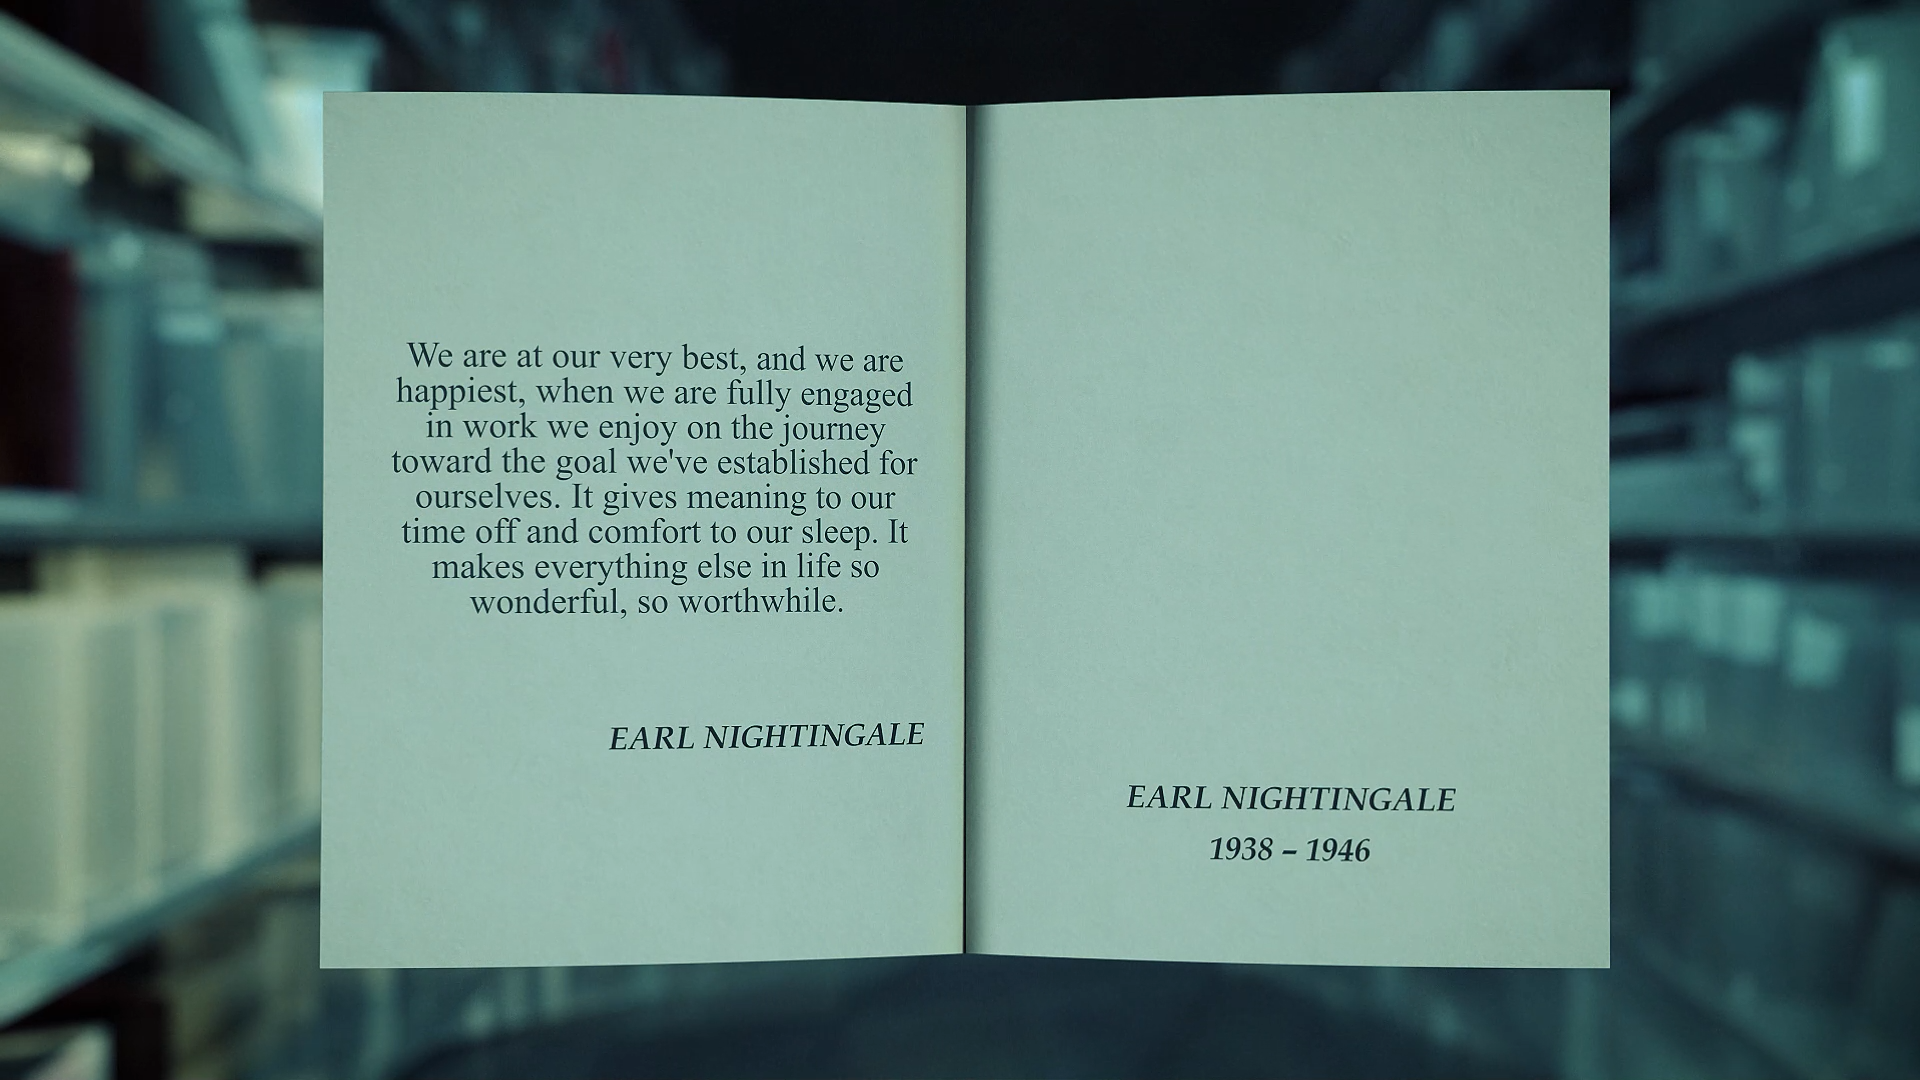 We are at our very best, and we are
happiest, when we are fully engaged
in work we enjoy on the journey
toward the goal we've established for
ourselves. It gives meaning to our
time off and comfort to our sleep. It
makes everything else in life so
wonderful, so worthwhile.
EARL NIGHTINGALE
EARL NIGHTINGALE
1938 – 1946